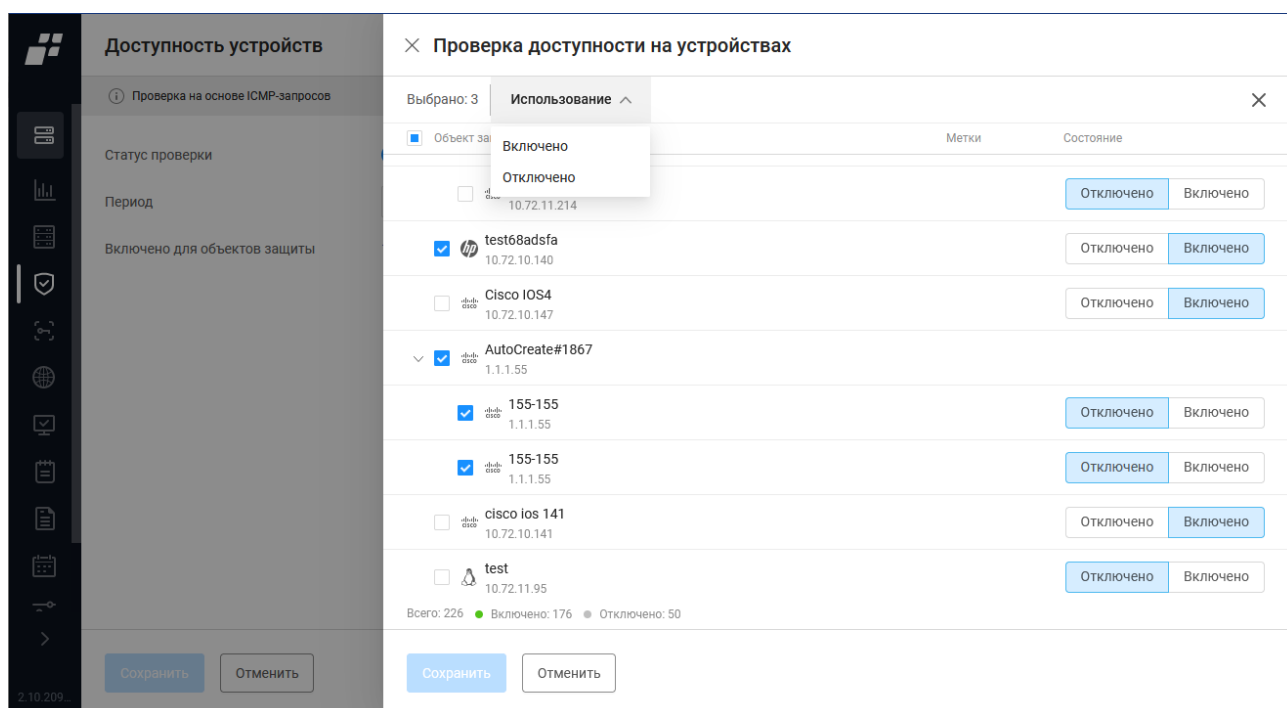 Доступность устройств
Проверка на основе ICMP-запросов
Статус проверки
Период
Включено для объектов защиты
Сохранить Отменить
2.10.209...
Проверка доступности на устройствах
Выбрано: 3 Использование
Включено
Отключено
Объект за Метки Состояние
10.72.11.214 Отключено Включено
test68adsfa
10.72.10.140 Отключено Включено
Cisco IOS4
10.72.10.147 Отключено Включено
AutoCreate#1867
1.1.1.55
155-155
1.1.1.55 Отключено Включено
155-155
1.1.1.55 Отключено Включено
cisco ios 141
10.72.10.141 Отключено Включено
test
10.72.11.95 Отключено Включено
Всего: 226 Включено: 176 Отключено: 50
Сохранить Отменить